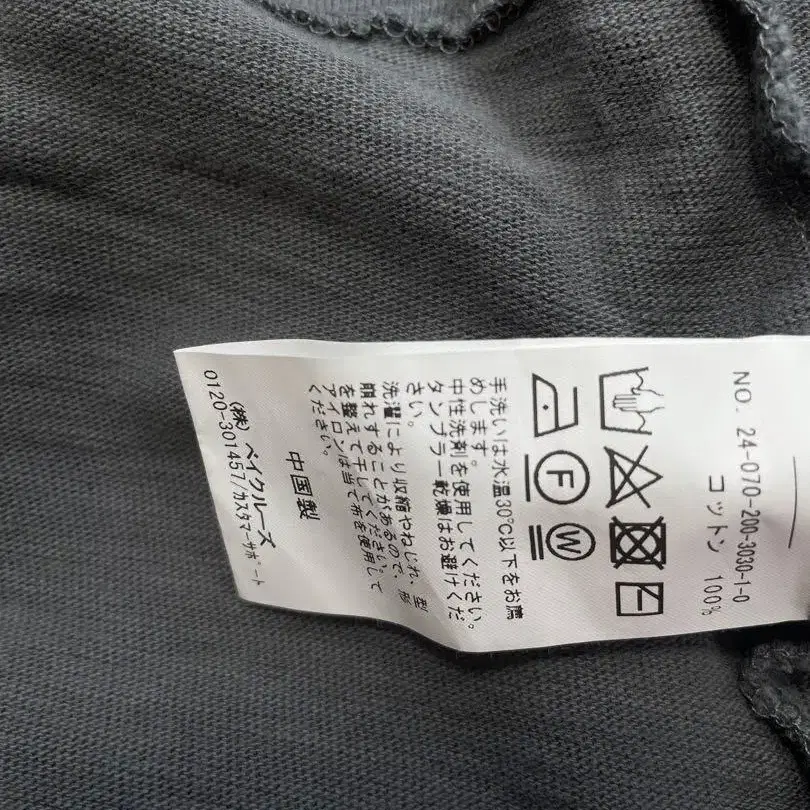 NO. 24-070-200-3030-1-0
コットン 100%
F
W
手洗いは水温30℃以下をお薦
めします。
中性洗剤を使用してください。
タンブラー乾燥はお避けくだ
さい。
洗濯により収縮やねじれ、型
崩れすることがあるので、形
を整えて干してください。
アイロンは当て布を使用して
ください。
中国製
(株) ベイクルーズ
0120-301457/カスタマーサポート